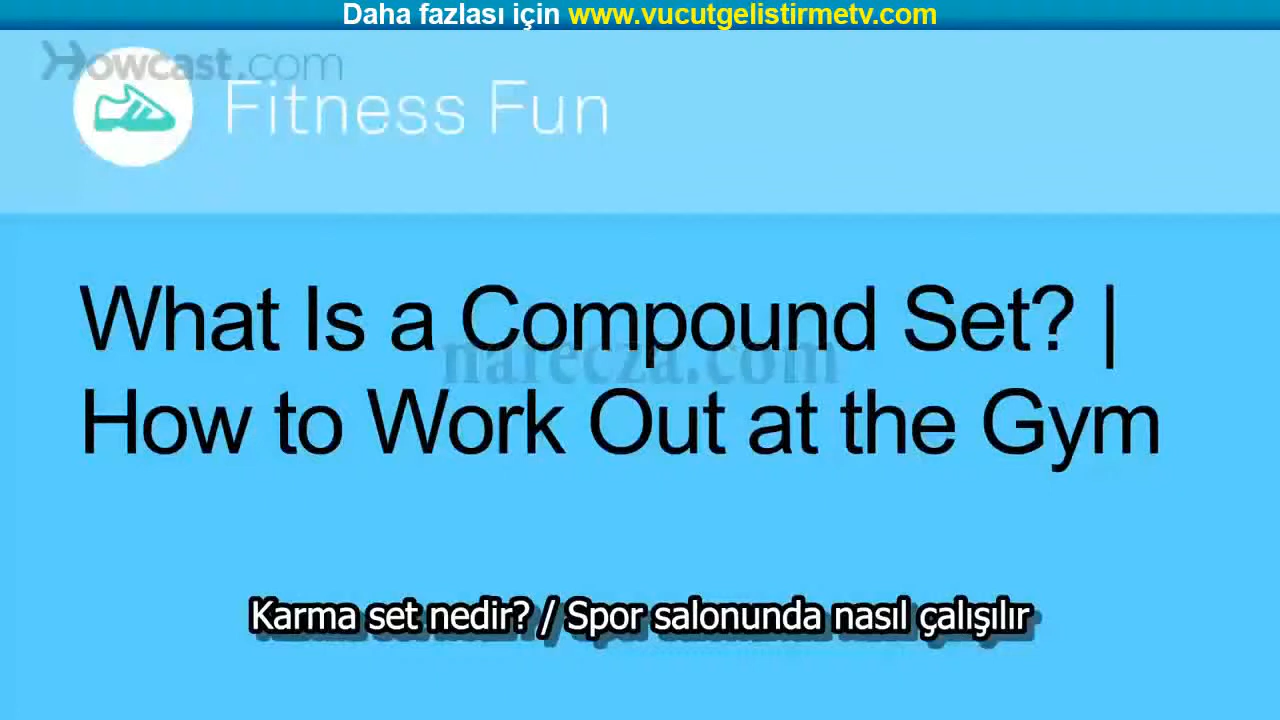 Daha fazlası için www.vucutgelistirmetv.com
Howcast.com
Fitness Fun
What Is a Compound Set? |
narecza.com
How to Work Out at the Gym
Karma set nedir? / Spor salonunda nasıl çalışılır